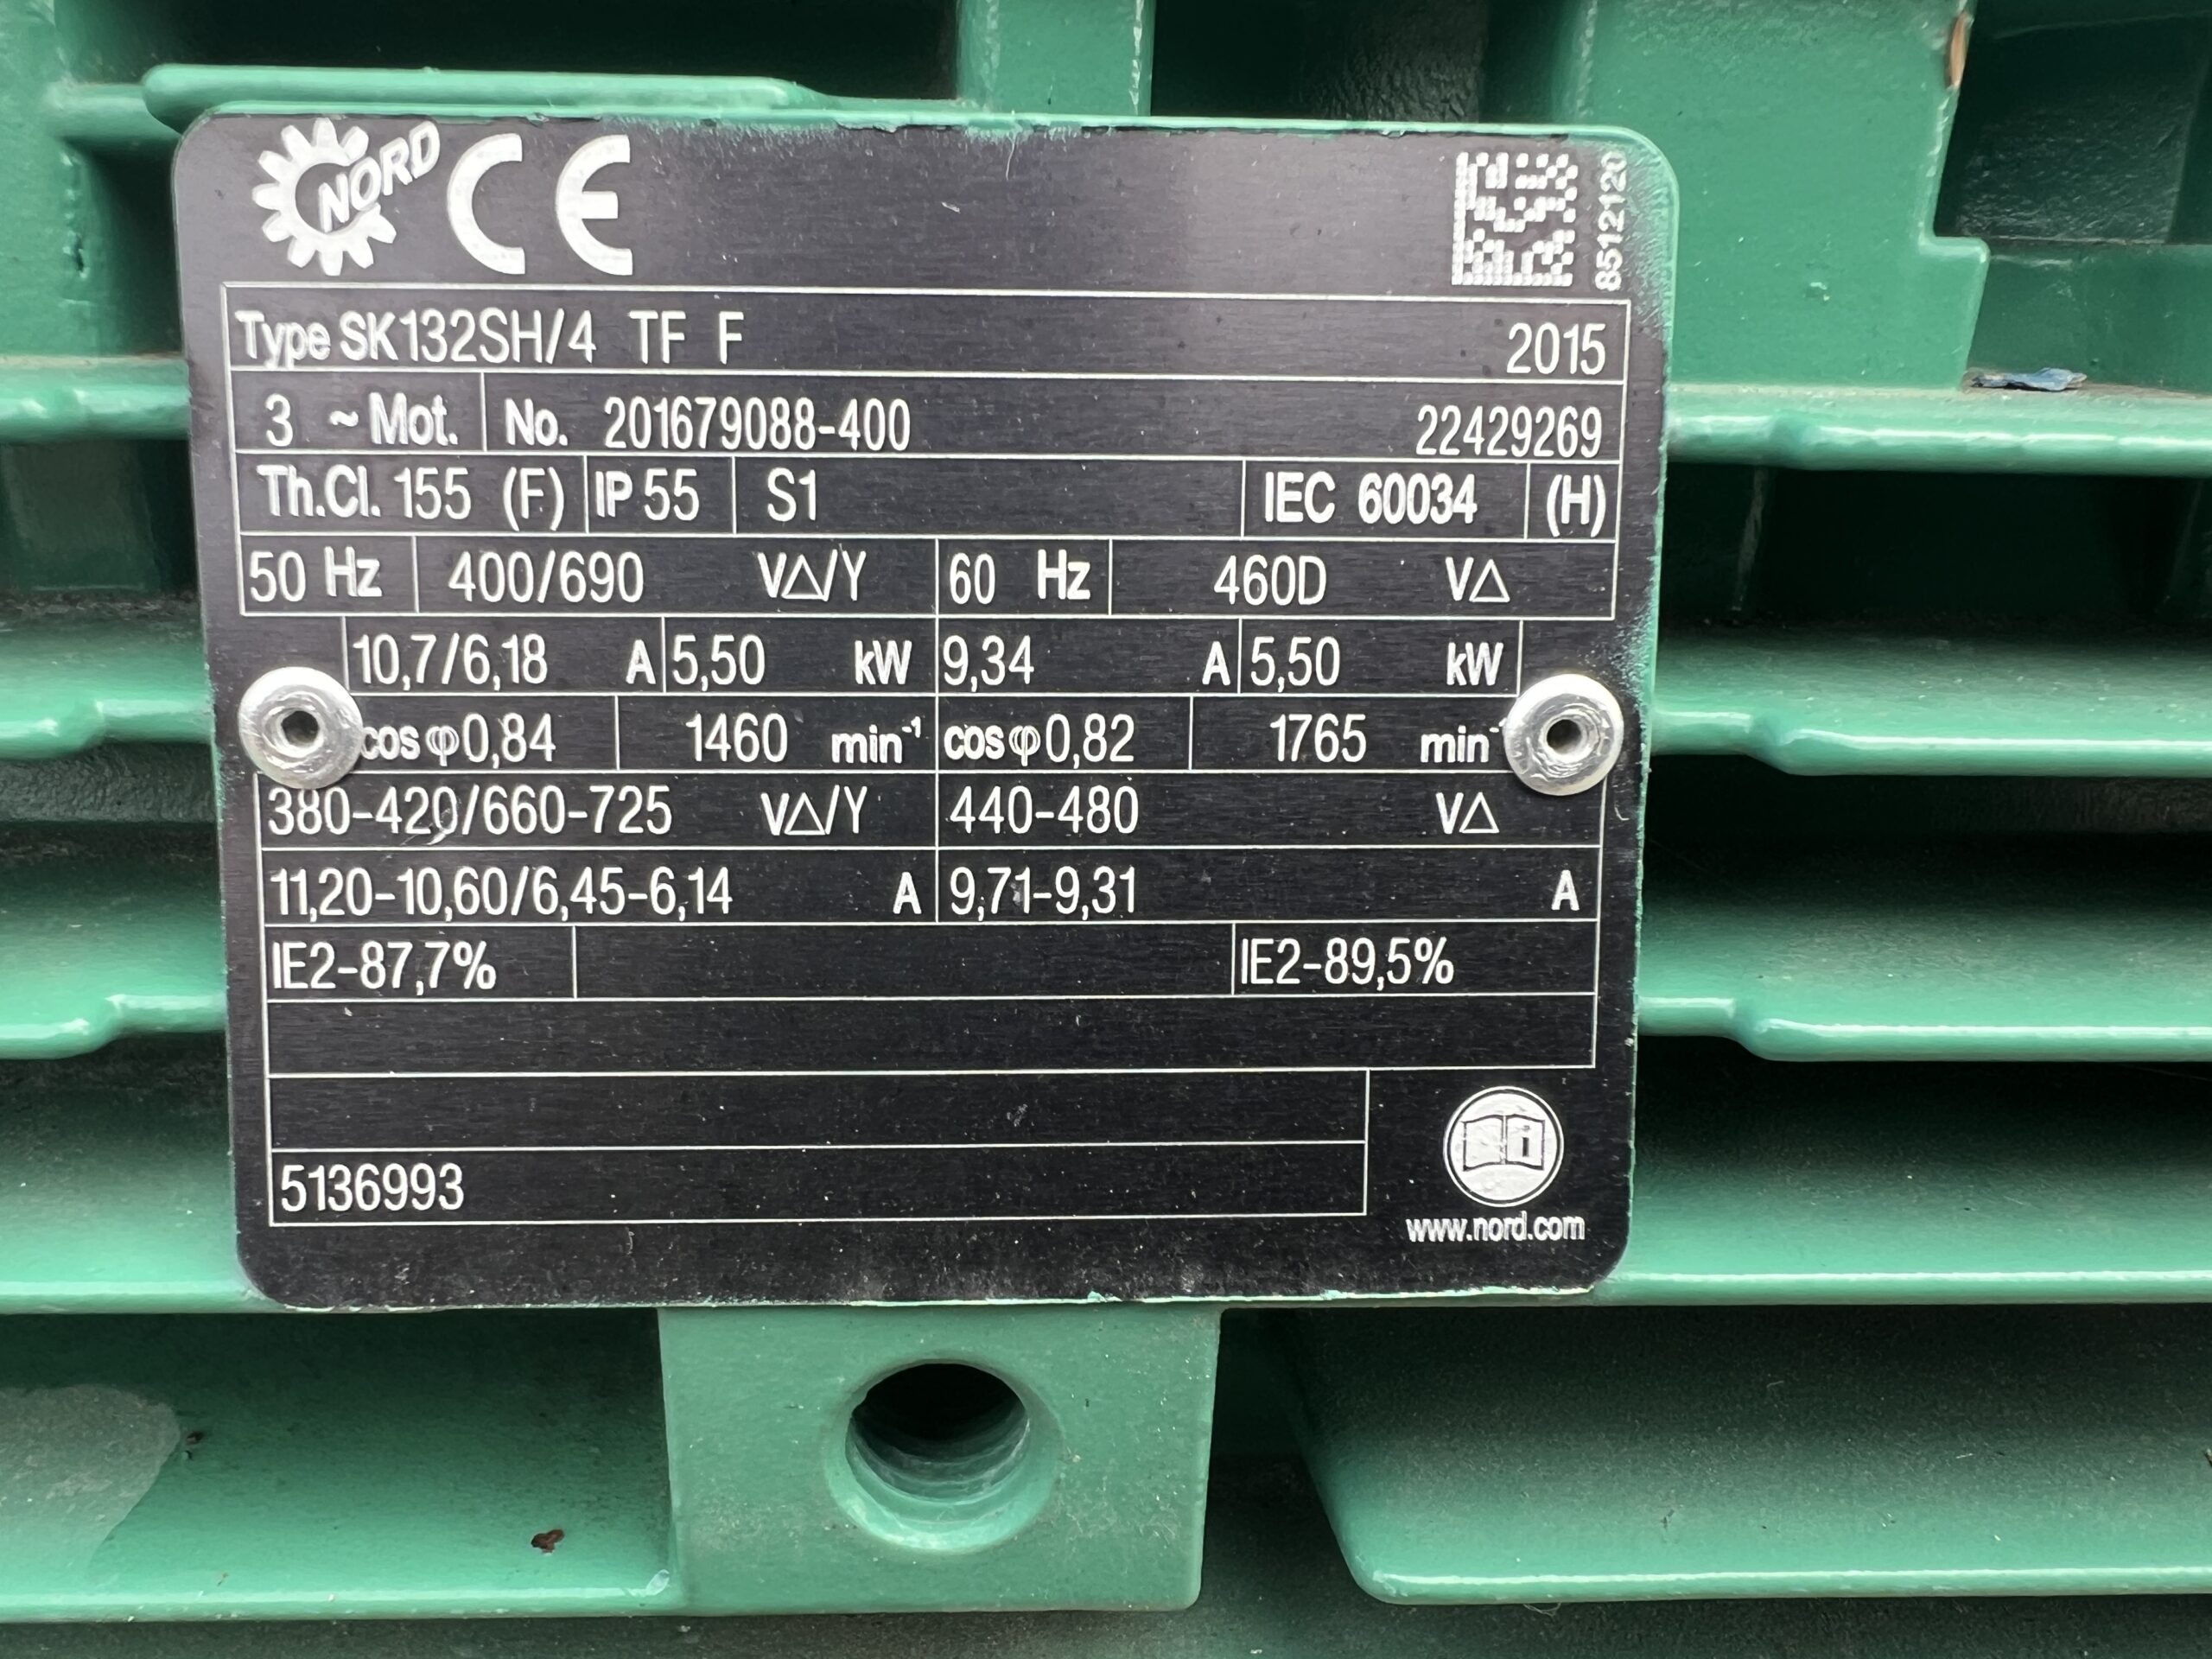 NORD CE
8512120
Type SK132SH/4 TF F 2015
3 ~ Mot. No. 201679088-400 22429269
Th.Cl. 155 (F) IP 55 S1 IEC 60034 (H)
50 Hz 400/690 V△/Y 60 Hz 460D V△
10,7/6,18 A 5,50 kW 9,34 A 5,50 kW
cos φ 0,84 1460 min⁻¹ cos φ 0,82 1765 min⁻
380-420/660-725 V△/Y 440-480 V△
11,20-10,60/6,45-6,14 A 9,71-9,31 A
IE2-87,7% IE2-89,5%
5136993
i
www.nord.com